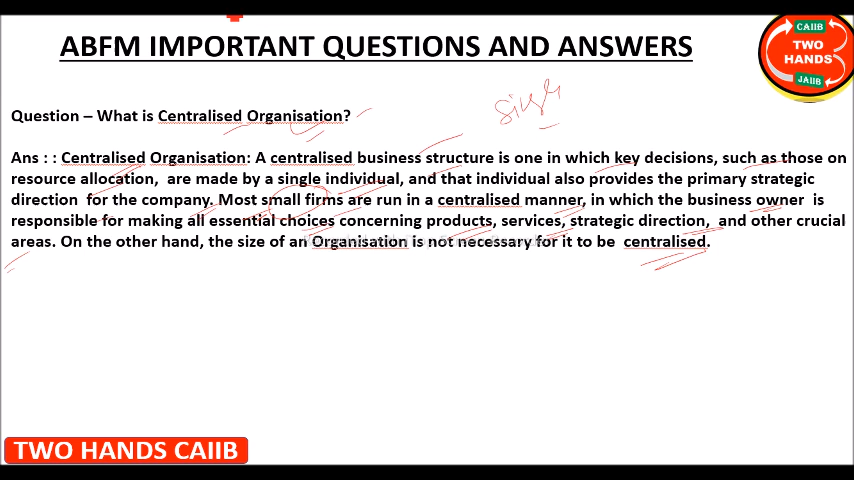 ABFM IMPORTANT QUESTIONS AND ANSWERS
CAIIB
TWO
HANDS
JAIIB
Question – What is Centralised Organisation?
Ans : : Centralised Organisation: A centralised business structure is one in which key decisions, such as those on
resource allocation, are made by a single individual, and that individual also provides the primary strategic
direction for the company. Most small firms are run in a centralised manner, in which the business owner is
responsible for making all essential choices concerning products, services, strategic direction, and other crucial
areas. On the other hand, the size of an Organisation is not necessary for it to be centralised.
TWO HANDS CAIIB